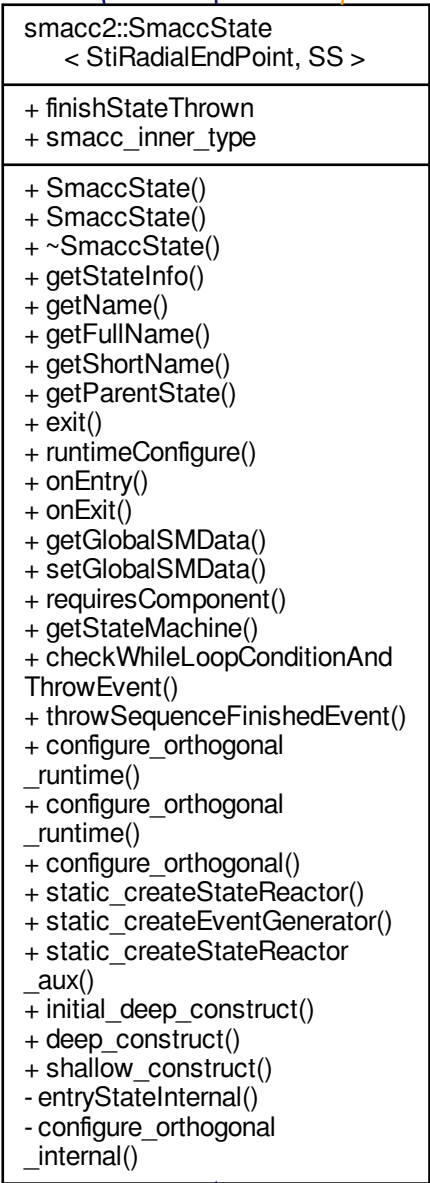 smacc2::SmaccState
< StiRadialEndPoint, SS >
+ finishStateThrown
+ smacc_inner_type
+ SmaccState()
+ SmaccState()
+ ~SmaccState()
+ getStateInfo()
+ getName()
+ getFullName()
+ getShortName()
+ getParentState()
+ exit()
+ runtimeConfigure()
+ onEntry()
+ onExit()
+ getGlobalSMData()
+ setGlobalSMData()
+ requiresComponent()
+ getStateMachine()
+ checkWhileLoopConditionAnd
ThrowEvent()
+ throwSequenceFinishedEvent()
+ configure_orthogonal
_runtime()
+ configure_orthogonal
_runtime()
+ configure_orthogonal()
+ static_createStateReactor()
+ static_createEventGenerator()
+ static_createStateReactor
_aux()
+ initial_deep_construct()
+ deep_construct()
+ shallow_construct()
- entryStateInternal()
- configure_orthogonal
_internal()